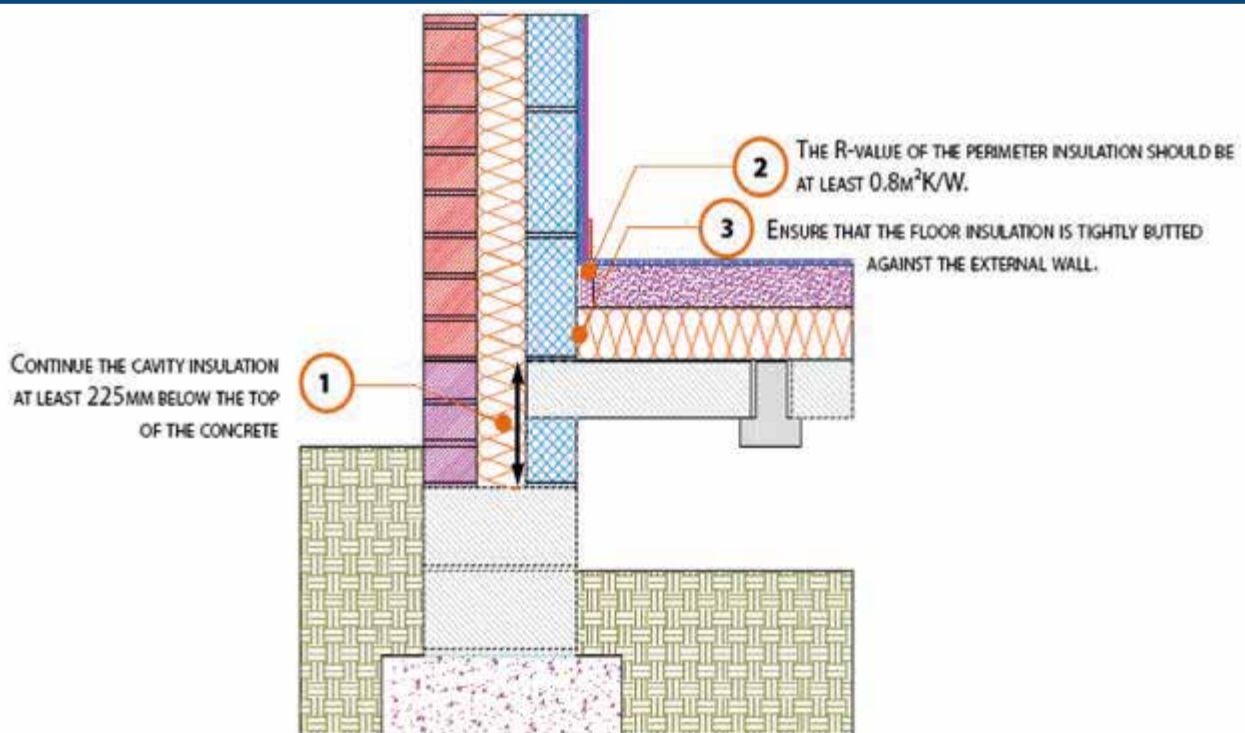 2
THE R-VALUE OF THE PERIMETER INSULATION SHOULD BE
AT LEAST 0.8M²K/W.
3
ENSURE THAT THE FLOOR INSULATION IS TIGHTLY BUTTED
AGAINST THE EXTERNAL WALL.
1
CONTINUE THE CAVITY INSULATION
AT LEAST 225MM BELOW THE TOP
OF THE CONCRETE